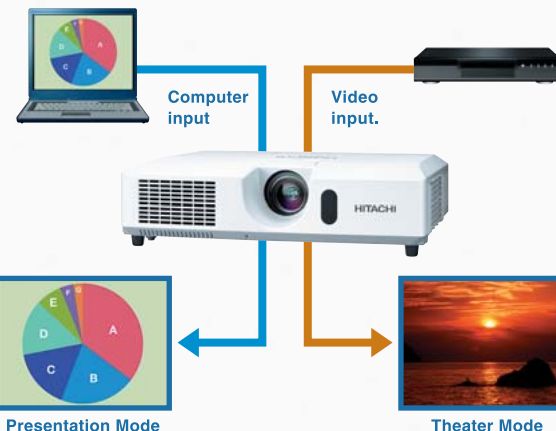 A
B
C
D
E
F
Computer
input
Video
input.
HITACHI
A
B
C
D
E
F
G
Presentation Mode
Theater Mode